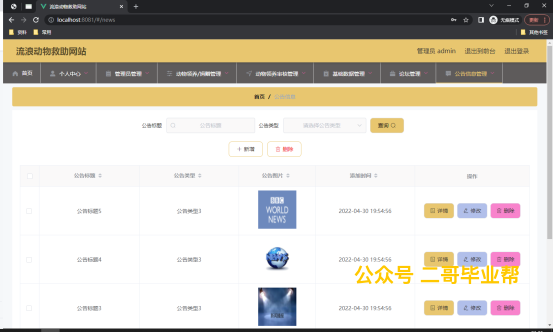 流浪动物救助网站
localhost:8081/#/news
无痕模式
更新
资料
常用
其他书签
流浪动物救助网站
管理员 admin 退出到前台 退出登录
首页 个人中心 管理员管理 动物领养/捐赠管理 动物领养审核管理 基础数据管理 论坛管理 公告信息管理
首页 / 公告信息
公告标题 公告标题 公告类型 请选择公告类型 查询
+ 新增 删除
公告标题 公告类型 公告图片 添加时间 操作
公告标题5 公告类型3 BBC WORLD NEWS 2022-04-30 19:54:56 详情 修改 删除
公告标题4 公告类型3 2022-04-30 19:54:56 详情 修改 删除
公众号 二哥毕业帮
公告标题3 公告类型3 2022-04-30 19:54:56 详情 修改 删除